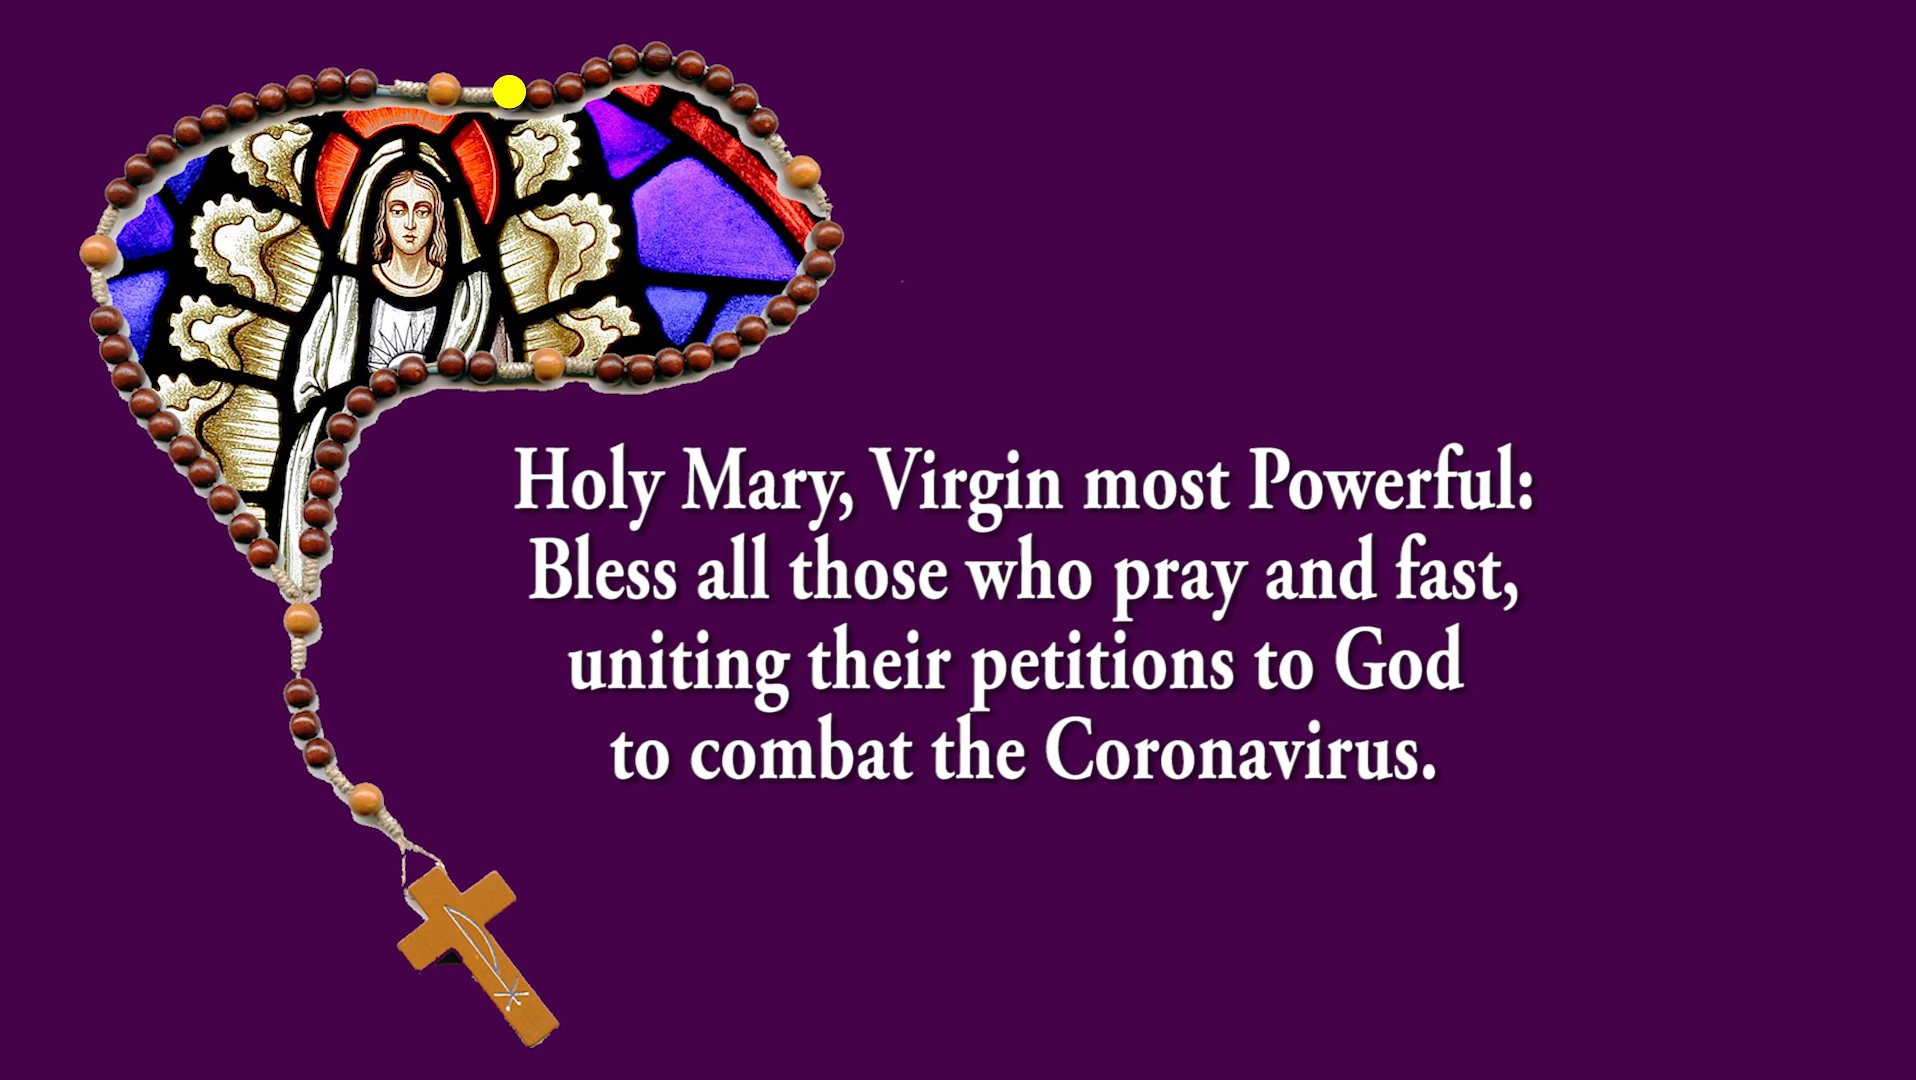 Holy Mary, Virgin most Powerful:
Bless all those who pray and fast,
uniting their petitions to God
to combat the Coronavirus.